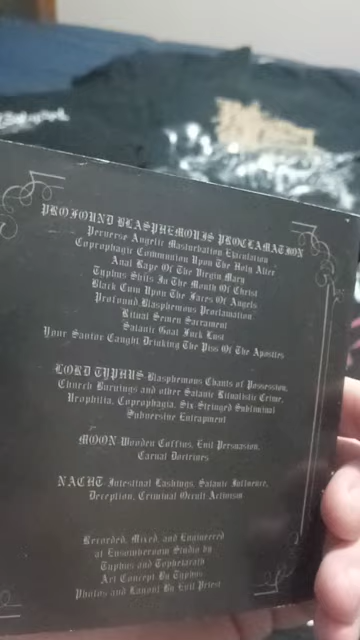 PROFOUND BLASPHEMOUS PROCLAMATION
Perverse Angelic Masturbation Ejaculation
Coprophagic Communion Upon The Holy Alter
Anal Rape Of The Virgin Mary
Typhus Shits In The Mouth Of Christ
Black Cum Upon The Faces Of Angels
Profound Blasphemous Proclamation
Ritual Semen Sacrament
Satanic Goat Fuck Lust
Your Savior Caught Drinking The Piss Of The Apostles
LORD TYPHUS Blasphemous Chants of Possession,
Church Burnings and other Satanic Ritualistic Crime,
Urophilia, Coprophagia, Six Stringed Subliminal
Subversive Entrapment
MOON Wooden Coffins, Evil Persuasion,
Carnal Doctrines
NACHT Intestinal Lashings, Satanic Influence,
Deception, Criminal Occult Activism
Recorded, Mixed, and Engineered
at Ensombernow Studio by
Typhus and Tophetarath
Art Concept By Typhus
Photos and Layout By Evil Priest